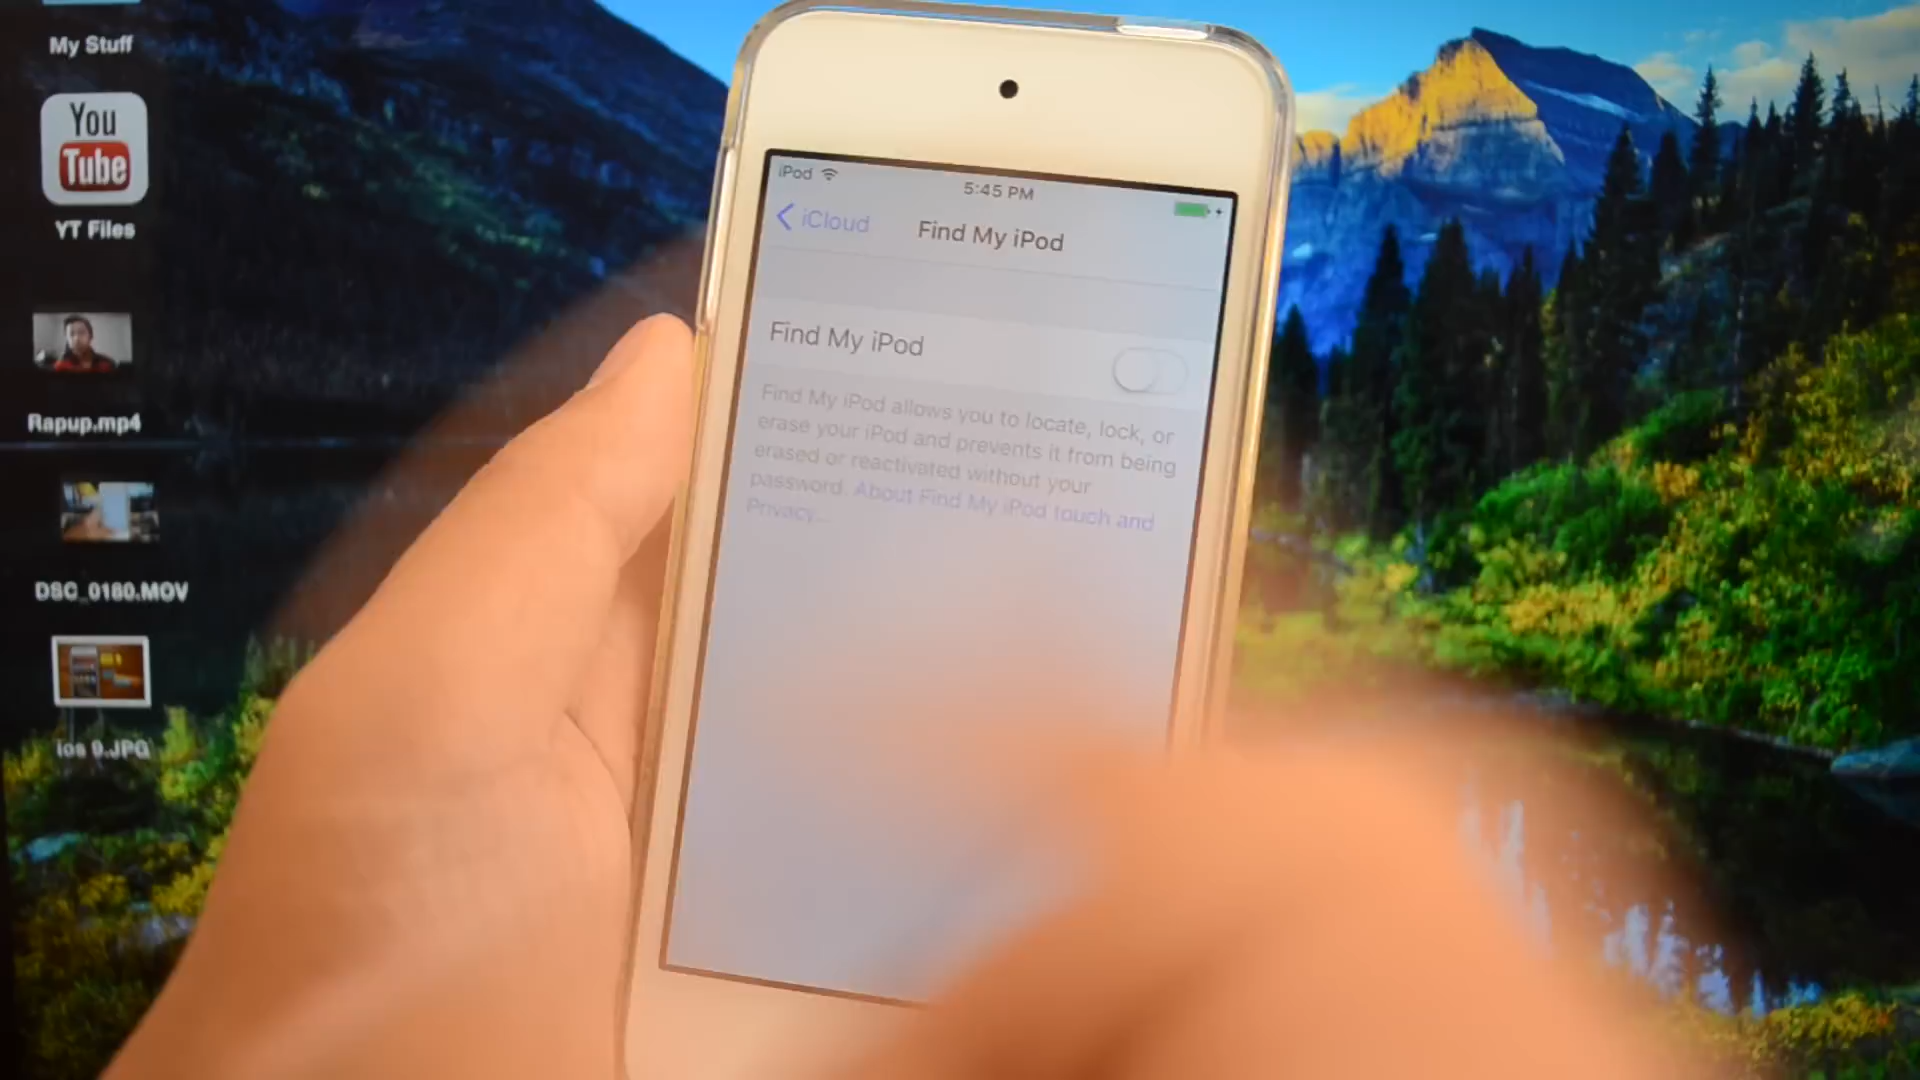 My Stuff
You
Tube
YT Files
Rapup.mp4
DSC_0180.MOV
ios 9.JPG
iPod
5:45 PM
iCloud
Find My iPod
Find My iPod
Find My iPod allows you to locate, lock, or
erase your iPod and prevents it from being
erased or reactivated without your
password. About Find My iPod touch and
Privacy...